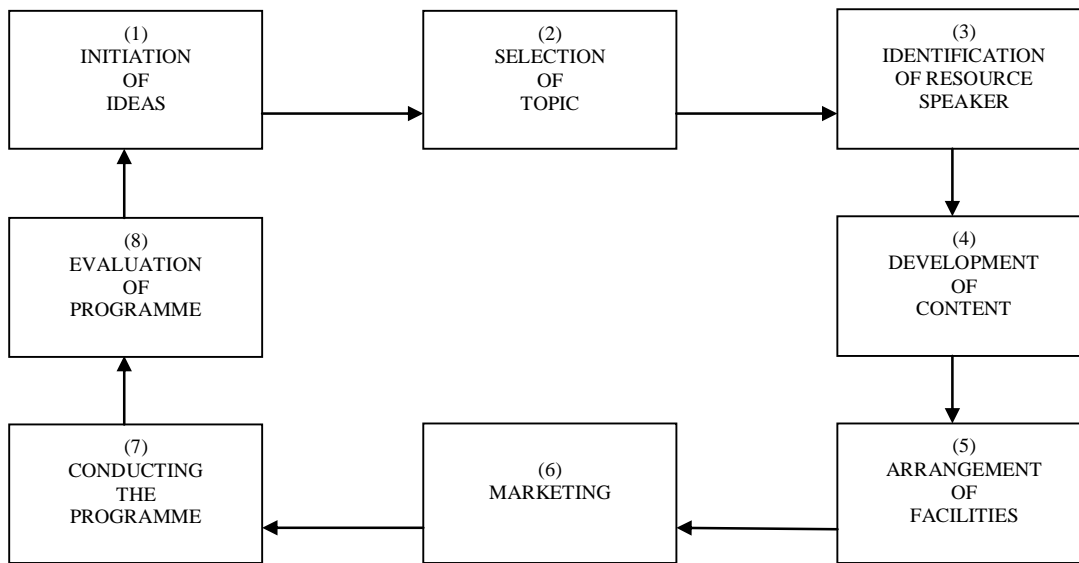 (1)
INITIATION
OF
IDEAS
(2)
SELECTION
OF
TOPIC
(3)
IDENTIFICATION
OF RESOURCE
SPEAKER
(4)
DEVELOPMENT
OF
CONTENT
(5)
ARRANGEMENT
OF
FACILITIES
(6)
MARKETING
(7)
CONDUCTING
THE
PROGRAMME
(8)
EVALUATION
OF
PROGRAMME